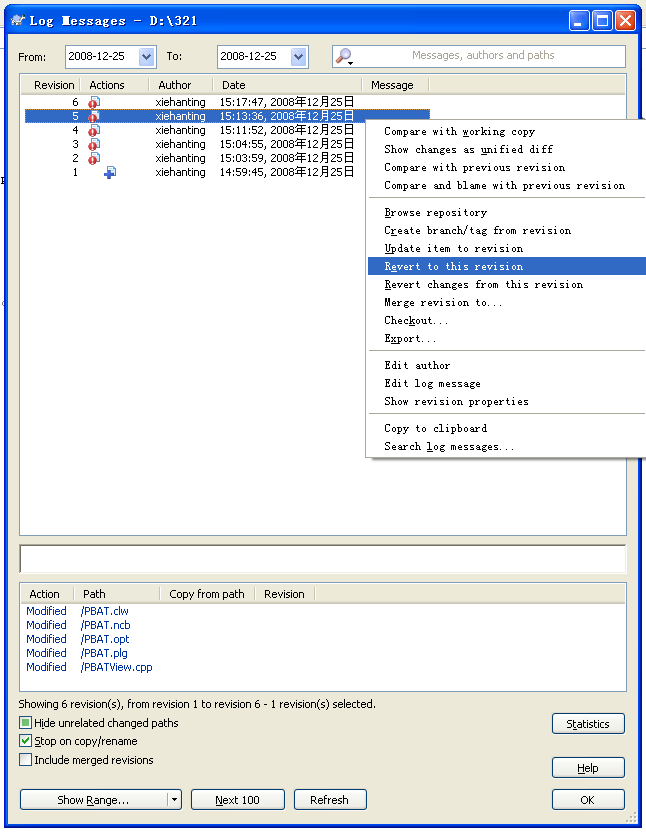 Log Messages - D:\321
From: 2008-12-25 To: 2008-12-25 Messages, authors and paths
Revision Actions Author Date Message
6 xiehanting 15:17:47, 2008年12月25日
5 xiehanting 15:13:36, 2008年12月25日
4 xiehanting 15:11:52, 2008年12月25日
3 xiehanting 15:04:55, 2008年12月25日
2 xiehanting 15:03:59, 2008年12月25日
1 xiehanting 14:59:45, 2008年12月25日
Compare with working copy
Show changes as unified diff
Compare with previous revision
Compare and blame with previous revision
Browse repository
Create branch/tag from revision
Update item to revision
Revert to this revision
Revert changes from this revision
Merge revision to...
Checkout...
Export...
Edit author
Edit log message
Show revision properties
Copy to clipboard
Search log messages...
Action Path Copy from path Revision
Modified /PBAT.clw
Modified /PBAT.ncb
Modified /PBAT.opt
Modified /PBAT.plg
Modified /PBATView.cpp
Showing 6 revision(s), from revision 1 to revision 6 - 1 revision(s) selected.
Hide unrelated changed paths
Statistics
Stop on copy/rename
Include merged revisions
Help
Show Range... Next 100 Refresh OK